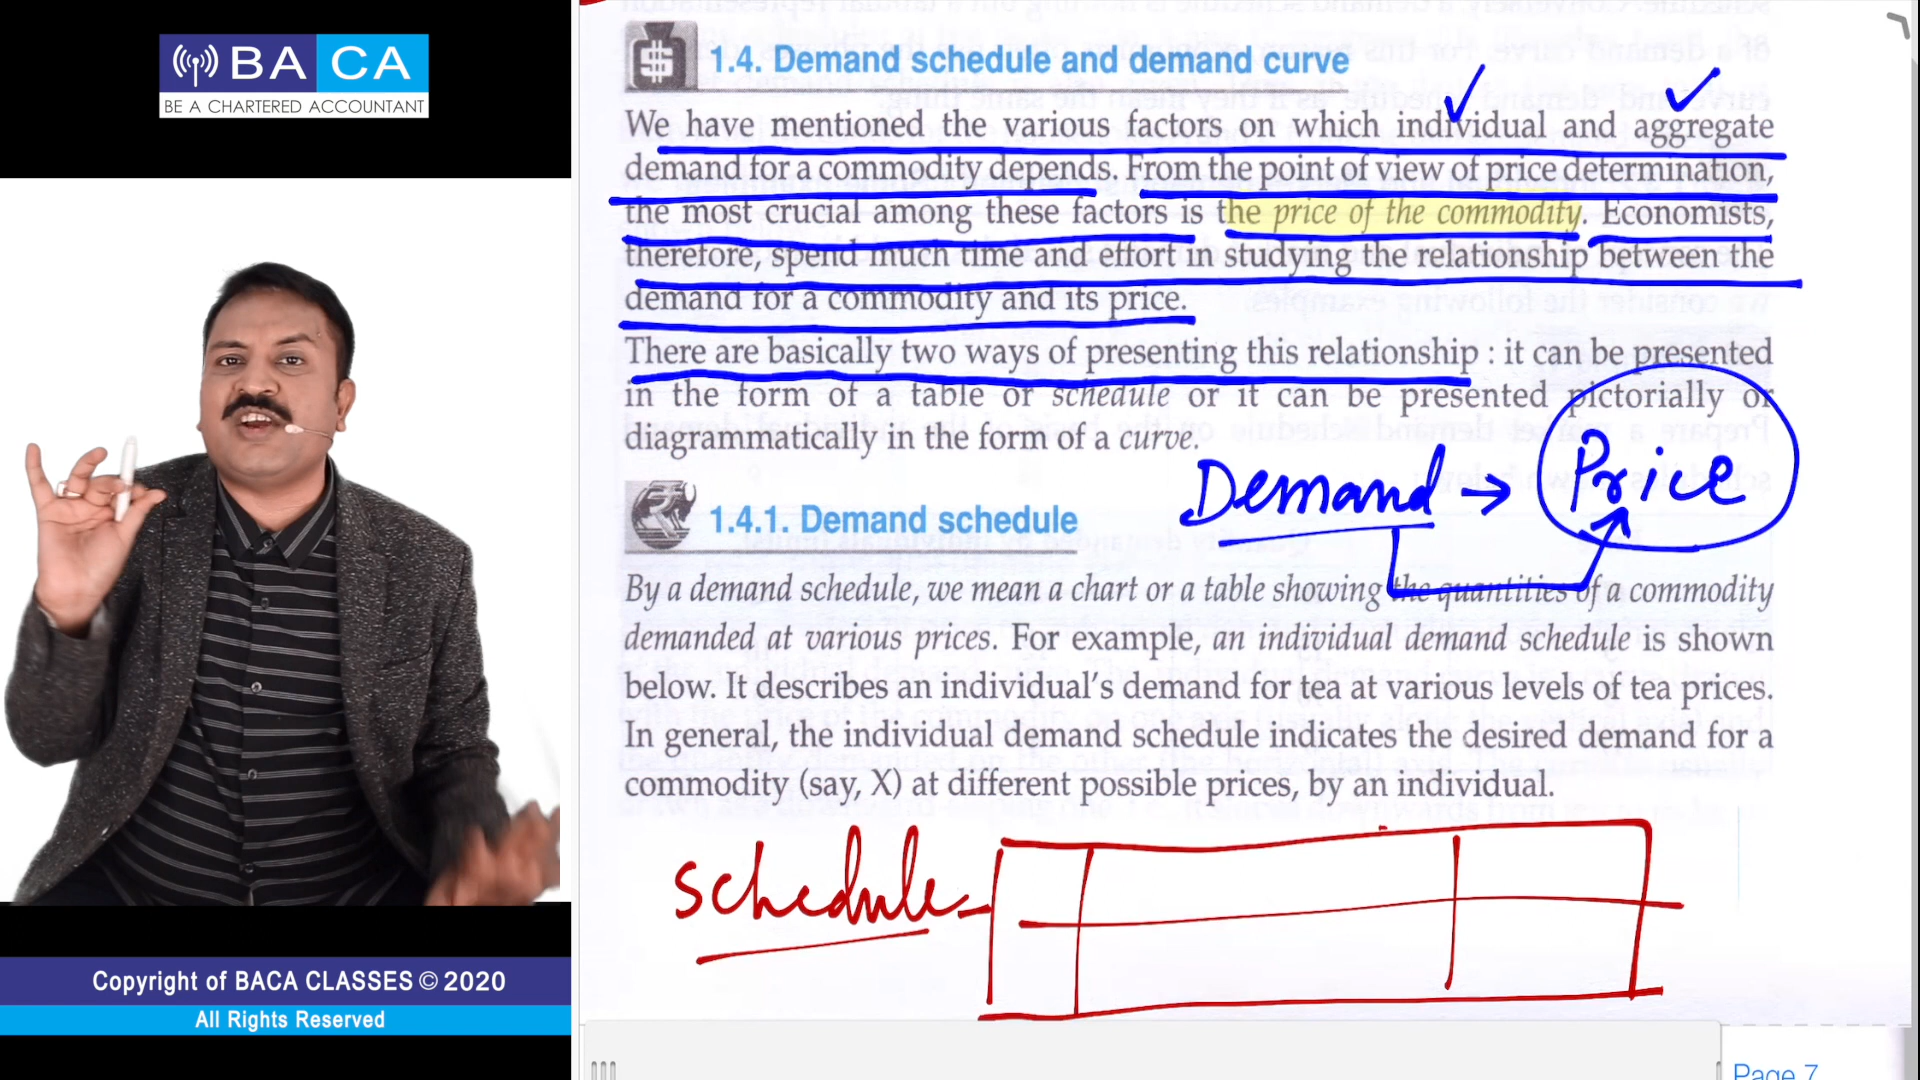 BA CA
BE A CHARTERED ACCOUNTANT
1.4. Demand schedule and demand curve
We have mentioned the various factors on which individual and aggregate
demand for a commodity depends. From the point of view of price determination,
the most crucial among these factors is the price of the commodity. Economists,
therefore, spend much time and effort in studying the relationship between the
demand for a commodity and its price.
There are basically two ways of presenting this relationship : it can be presented
in the form of a table or schedule or it can be presented pictorially or
diagrammatically in the form of a curve.
Demand → Price
1.4.1. Demand schedule
By a demand schedule, we mean a chart or a table showing the quantities of a commodity
demanded at various prices. For example, an individual demand schedule is shown
below. It describes an individual's demand for tea at various levels of tea prices.
In general, the individual demand schedule indicates the desired demand for a
commodity (say, X) at different possible prices, by an individual.
Schedule
Copyright of BACA CLASSES © 2020
All Rights Reserved
Page 7